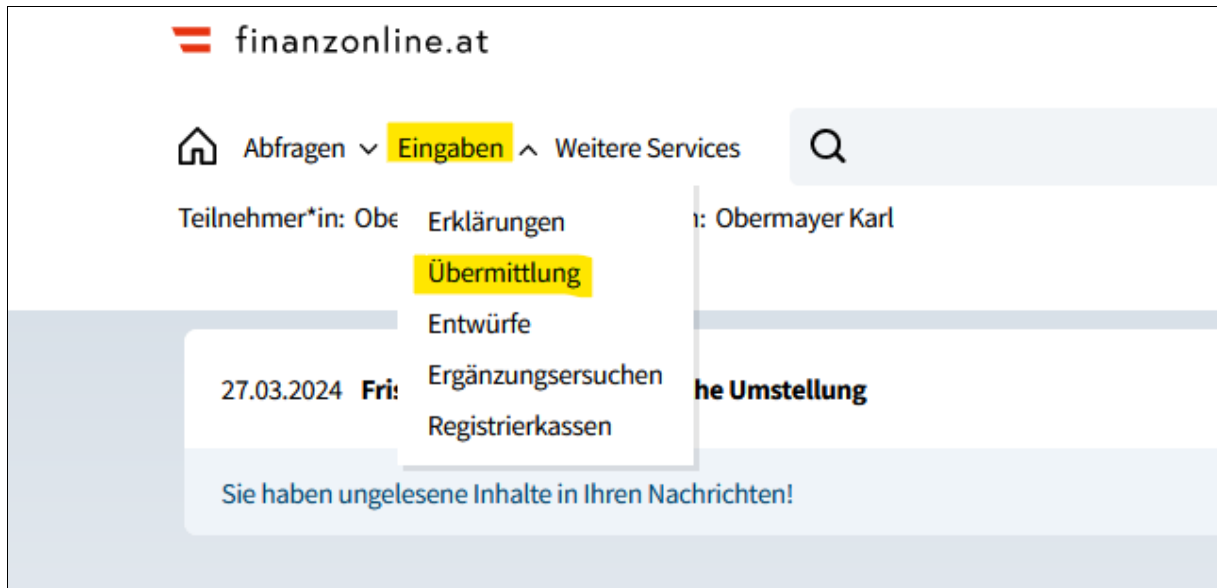 finanzonline.at
Abfragen Eingaben Weitere Services
Teilnehmer*in: Obe : Obermayer Karl
Erklärungen
Übermittlung
Entwürfe
Ergänzungsersuchen
Registrierkassen
27.03.2024 Fris he Umstellung
Sie haben ungelesene Inhalte in Ihren Nachrichten!